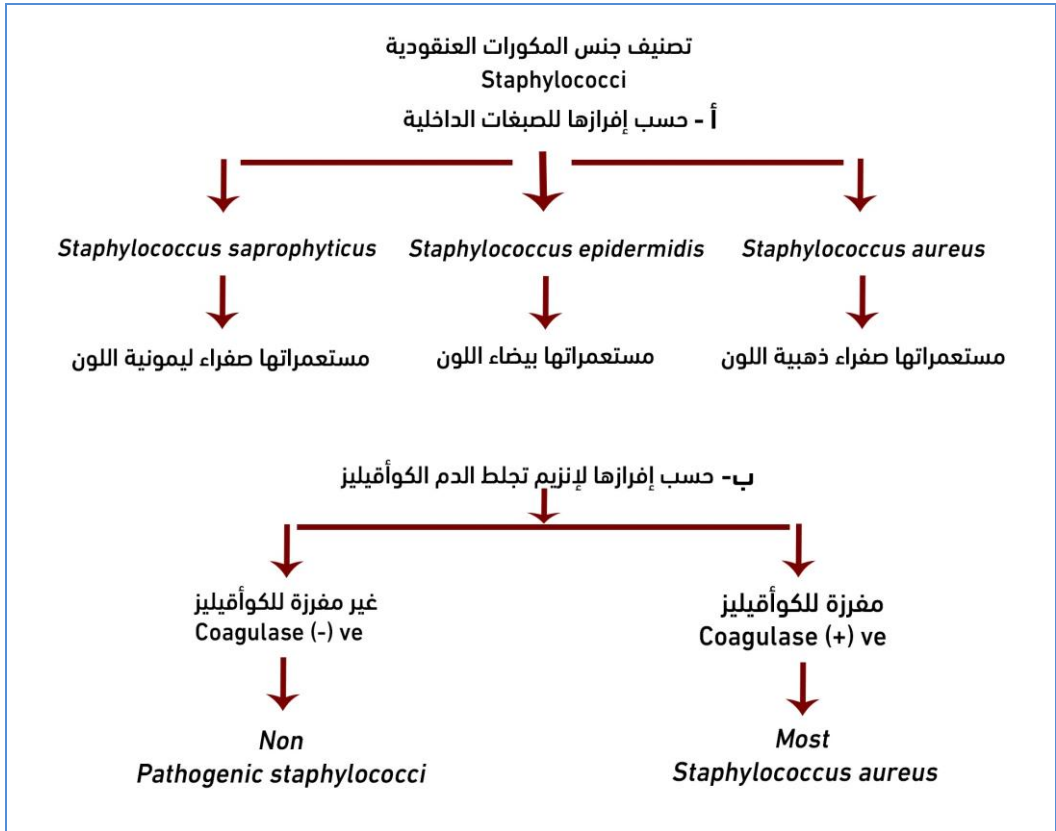 تصنيف جنس المكورات العنقودية
Staphylococci
أ - حسب إفرازها للصبغات الداخلية
Staphylococcus saprophyticus
Staphylococcus epidermidis
Staphylococcus aureus
مستعمراتها صفراء ليمونية اللون
مستعمراتها بيضاء اللون
مستعمراتها صفراء ذهبية اللون
ب- حسب إفرازها لإنزيم تجلط الدم الكوأقيليز
مفرزة للكوأقيليز
Coagulase (+) ve
غير مفرزة للكوأقيليز
Coagulase (-) ve
Most
Staphylococcus aureus
Non
Pathogenic staphylococci